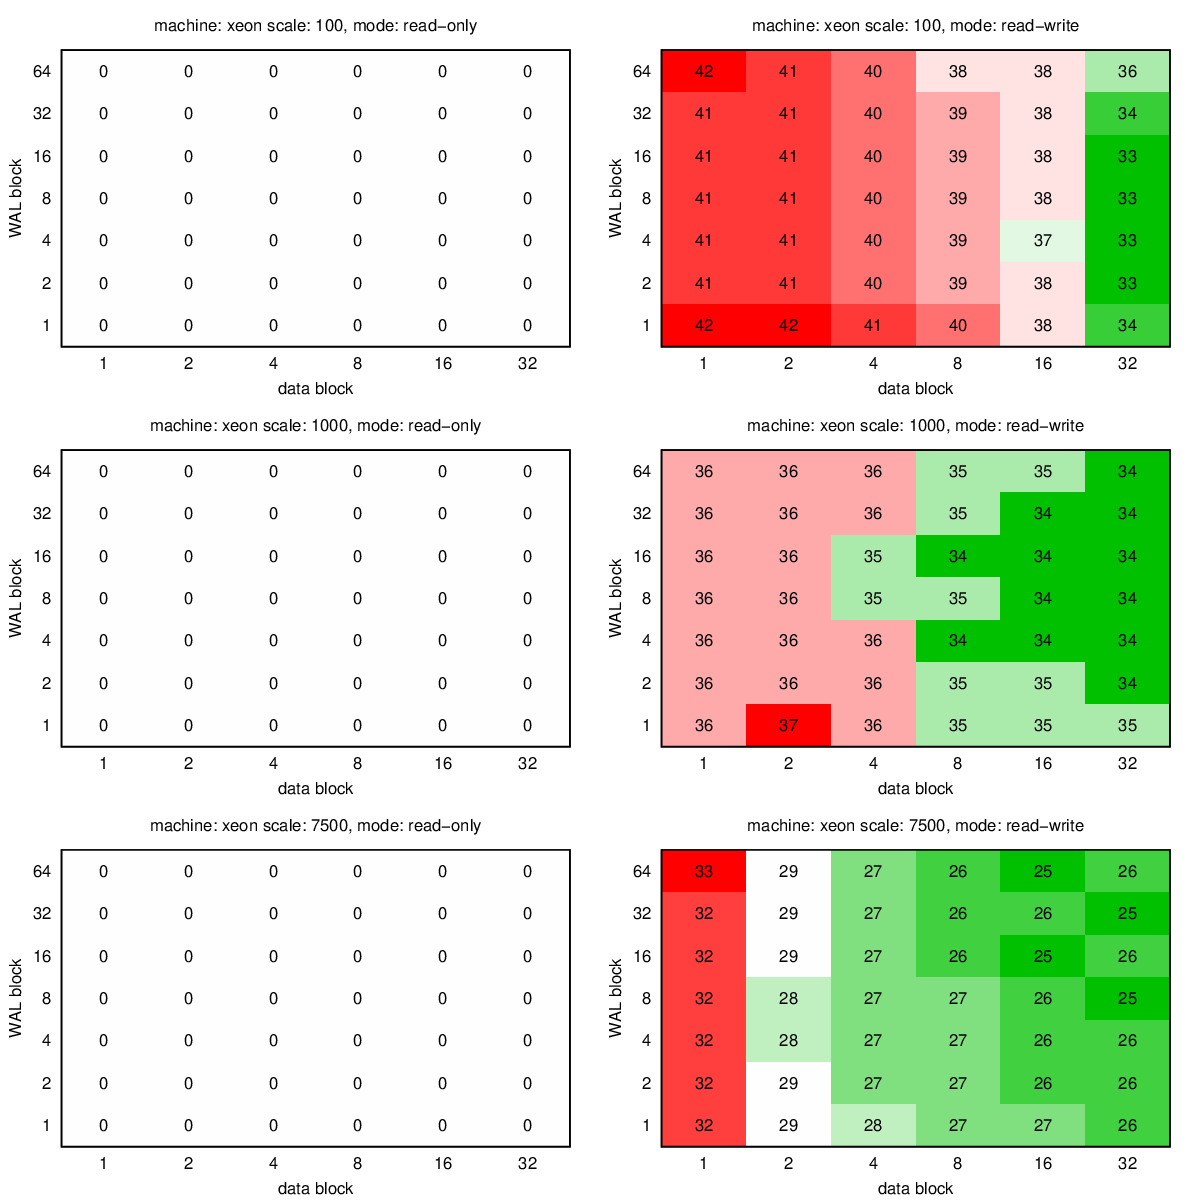 machine: xeon scale: 100, mode: read−only
64 0 0 0 0 0 0
32 0 0 0 0 0 0
16 0 0 0 0 0 0
8 0 0 0 0 0 0
4 0 0 0 0 0 0
2 0 0 0 0 0 0
1 0 0 0 0 0 0
1 2 4 8 16 32
WAL block
data block
machine: xeon scale: 100, mode: read−write
64 42 41 40 38 38 36
32 41 41 40 39 38 34
16 41 41 40 39 38 33
8 41 41 40 39 38 33
4 41 41 40 39 37 33
2 41 41 40 39 38 33
1 42 42 41 40 38 34
1 2 4 8 16 32
WAL block
data block
machine: xeon scale: 1000, mode: read−only
64 0 0 0 0 0 0
32 0 0 0 0 0 0
16 0 0 0 0 0 0
8 0 0 0 0 0 0
4 0 0 0 0 0 0
2 0 0 0 0 0 0
1 0 0 0 0 0 0
1 2 4 8 16 32
WAL block
data block
machine: xeon scale: 1000, mode: read−write
64 36 36 36 35 35 34
32 36 36 36 35 34 34
16 36 36 35 34 34 34
8 36 36 35 35 34 34
4 36 36 36 34 34 34
2 36 36 36 35 35 34
1 36 37 36 35 35 35
1 2 4 8 16 32
WAL block
data block
machine: xeon scale: 7500, mode: read−only
64 0 0 0 0 0 0
32 0 0 0 0 0 0
16 0 0 0 0 0 0
8 0 0 0 0 0 0
4 0 0 0 0 0 0
2 0 0 0 0 0 0
1 0 0 0 0 0 0
1 2 4 8 16 32
WAL block
data block
machine: xeon scale: 7500, mode: read−write
64 33 29 27 26 25 26
32 32 29 27 26 26 25
16 32 29 27 26 25 26
8 32 28 27 27 26 25
4 32 28 27 27 26 26
2 32 29 27 27 26 26
1 32 29 28 27 27 26
1 2 4 8 16 32
WAL block
data block